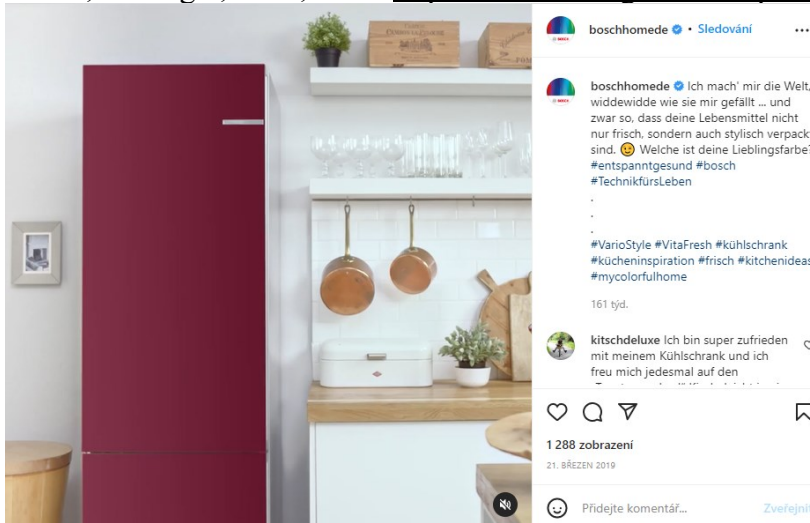 boschhomede • Sledování
boschhomede Ich mach' mir die Welt,
widdewidde wie sie mir gefällt ... und
zwar so, dass deine Lebensmittel nicht
nur frisch, sondern auch stylisch verpackt
sind. 😉 Welche ist deine Lieblingsfarbe?
#entspanntgesund #bosch
#TechnikfürsLeben
.
.
.
#VarioStyle #VitaFresh #kühlschrank
#kücheninspiration #frisch #kitchenideas
#mycolorfulhome
161 týd.
kitschdeluxe Ich bin super zufrieden
mit meinem Kühlschrank und ich
freu mich jedesmal auf den
1 288 zobrazení
21. BŘEZEN 2019
Přidejte komentář...
Zveřejnit